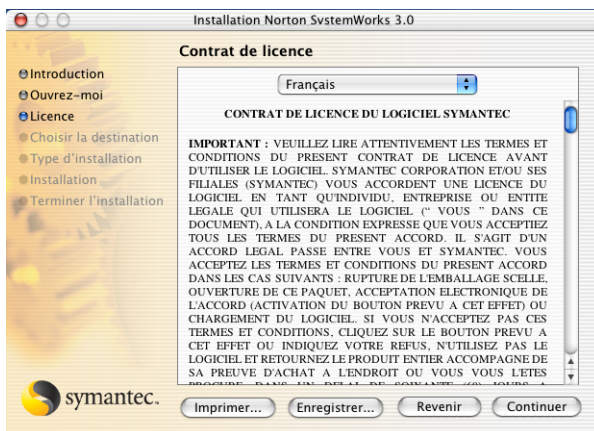 Installation Norton SystemWorks 3.0
Contrat de licence
Introduction
Ouvrez-moi
Licence
Choisir la destination
Type d'installation
Installation
Terminer l'installation
Français
CONTRAT DE LICENCE DU LOGICIEL SYMANTEC
IMPORTANT : VEUILLEZ LIRE ATTENTIVEMENT LES TERMES ET
CONDITIONS DU PRESENT CONTRAT DE LICENCE AVANT
D'UTILISER LE LOGICIEL. SYMANTEC CORPORATION ET/OU SES
FILIALES (SYMANTEC) VOUS ACCORDENT UNE LICENCE DU
LOGICIEL EN TANT QU'INDIVIDU, ENTREPRISE OU ENTITE
LEGALE QUI UTILISERA LE LOGICIEL (“ VOUS ” DANS CE
DOCUMENT), A LA CONDITION EXPRESSE QUE VOUS ACCEPTIEZ
TOUS LES TERMES DU PRESENT ACCORD. IL S'AGIT D'UN
ACCORD LEGAL PASSE ENTRE VOUS ET SYMANTEC. VOUS
ACCEPTEZ LES TERMES ET CONDITIONS DU PRESENT ACCORD
DANS LES CAS SUIVANTS : RUPTURE DE L'EMBALLAGE SCELLE,
OUVERTURE DE CE PAQUET, ACCEPTATION ELECTRONIQUE DE
L'ACCORD (ACTIVATION DU BOUTON PREVU A CET EFFET) OU
CHARGEMENT DU LOGICIEL. SI VOUS N'ACCEPTEZ PAS CES
TERMES ET CONDITIONS, CLIQUEZ SUR LE BOUTON PREVU A
CET EFFET OU INDIQUEZ VOTRE REFUS, N'UTILISEZ PAS LE
LOGICIEL ET RETOURNEZ LE PRODUIT ENTIER ACCOMPAGNE DE
SA PREUVE D'ACHAT A L'ENDROIT OU VOUS VOUS L'ETES
PROCURE DANS UN DELAI DE SOIXANTE (60) JOURS A
symantec.
Imprimer... Enregistrer... Revenir Continuer